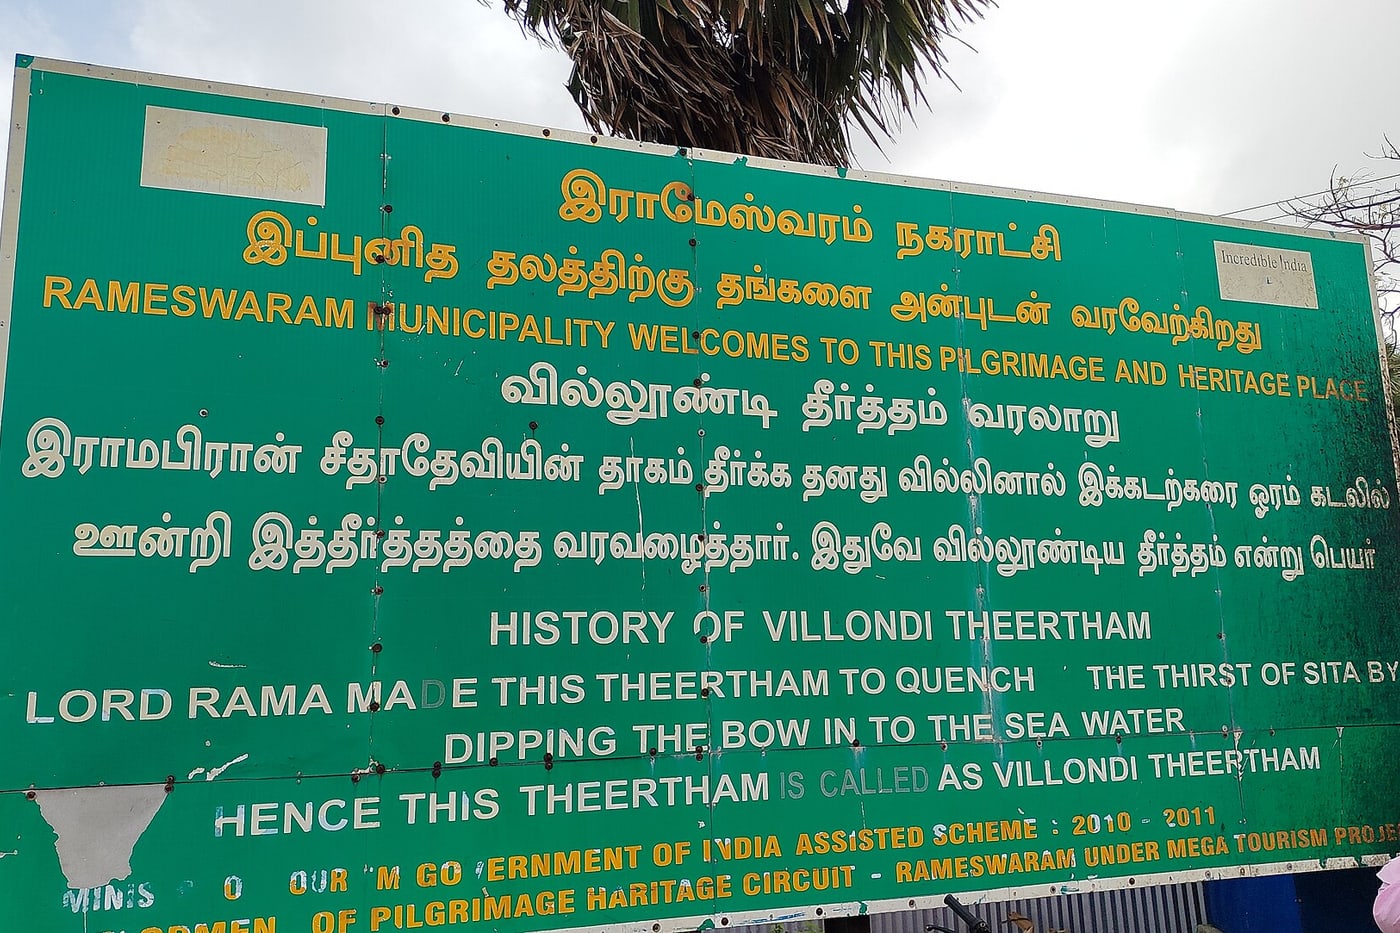 Incredible India
இராமேஸ்வரம் நகராட்சி
இப்புனித தலத்திற்கு தங்களை அன்புடன் வரவேற்கிறது
RAMESWARAM MUNICIPALITY WELCOMES TO THIS PILGRIMAGE AND HERITAGE PLACE
வில்லூண்டி தீர்த்தம் வரலாறு
இராமபிரான் சீதாதேவியின் தாகம் தீர்க்க தனது வில்லினால் இக்கடற்கரை ஓரம் கடலில்
ஊன்றி இத்தீர்த்தத்தை வரவழைத்தார். இதுவே வில்லூண்டிய தீர்த்தம் என்று பெயர்
HISTORY OF VILLONDI THEERTHAM
LORD RAMA MADE THIS THEERTHAM TO QUENCH THE THIRST OF SITA BY
DIPPING THE BOW IN TO THE SEA WATER
HENCE THIS THEERTHAM IS CALLED AS VILLONDI THEERTHAM
GO ERNMENT OF INDIA ASSISTED SCHEME : 2010 - 2011
OF PILGRIMAGE HARITAGE CIRCUIT - RAMESWARAM UNDER MEGA TOURISM